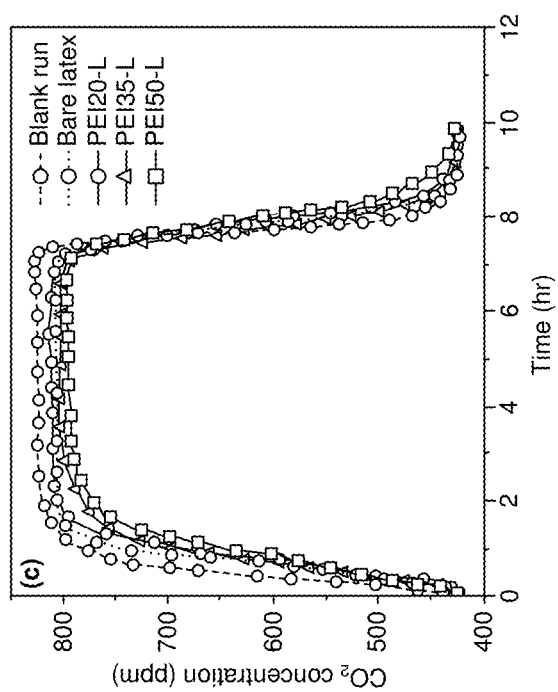 (c)
Blank run
Bare latex
PEI20-L
PEI35-L
PEI50-L
CO₂ concentration (ppm)
800
700
600
500
400
0
2
4
6
8
10
12
Time (hr)